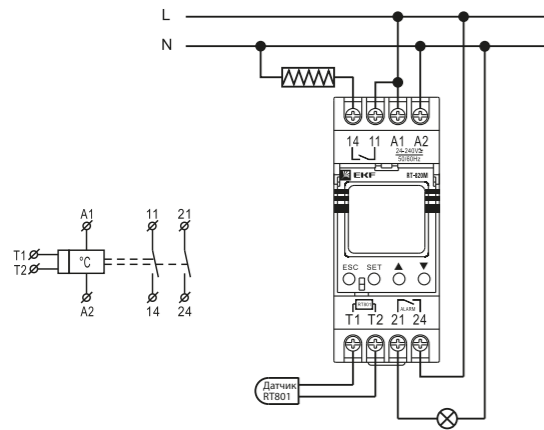 L
N
14 11 A1 A2
24-240V≂
50/60Hz
EKF RT-820M
ESC SET ▲ ▼
RT801 ALARM
T1 T2 21 24
Датчик
RT801
A1 11 21
T1
°C
T2
A2 14 24